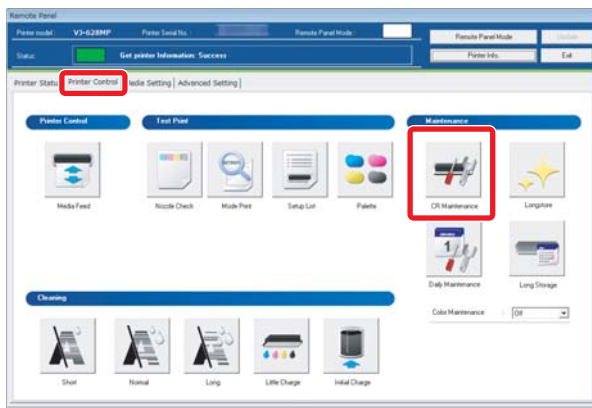 Remote Panel
Printer model : V3-628MP Printer Serial No. : Remote Panel Mode : Remote Panel Mode Update
Status : Get printer Information: Success Printer Info. Exit
Printer Status Printer Control Media Setting Advanced Setting
Printer Control Test Print Maintenance
Media Feed Nozzle Check Mode Print Setup List Palette CR Maintenance Longstore
1
Daily Maintenance Long Storage
Cleaning
Color Maintenance : Off
Short Normal Long Little Charge Initial Charge